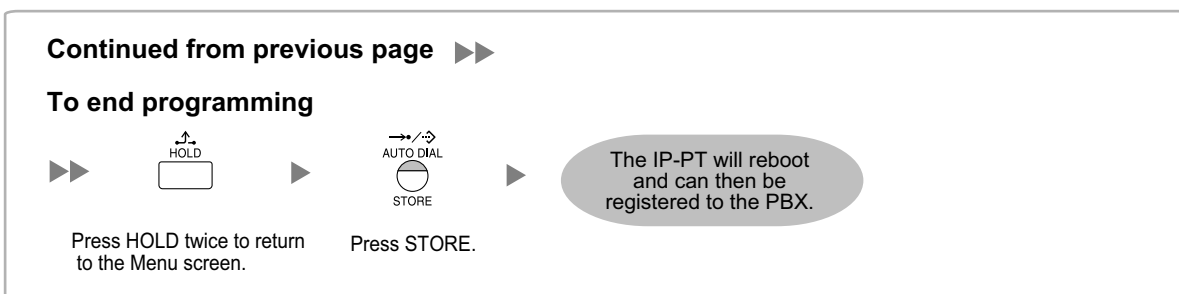 Continued from previous page
To end programming
HOLD
AUTO DIAL
STORE
The IP-PT will reboot
and can then be
registered to the PBX.
Press HOLD twice to return
to the Menu screen.
Press STORE.